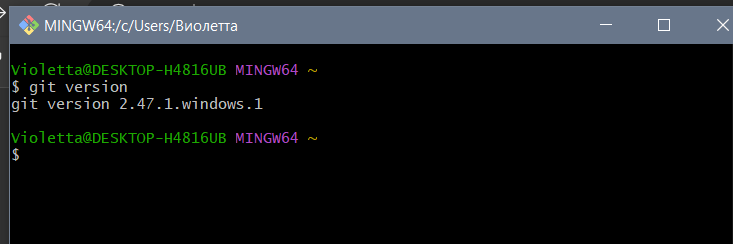 MINGW64:/c/Users/Виолетта
Violetta@DESKTOP-H4816UB MINGW64 ~
$ git version
git version 2.47.1.windows.1
Violetta@DESKTOP-H4816UB MINGW64 ~
$